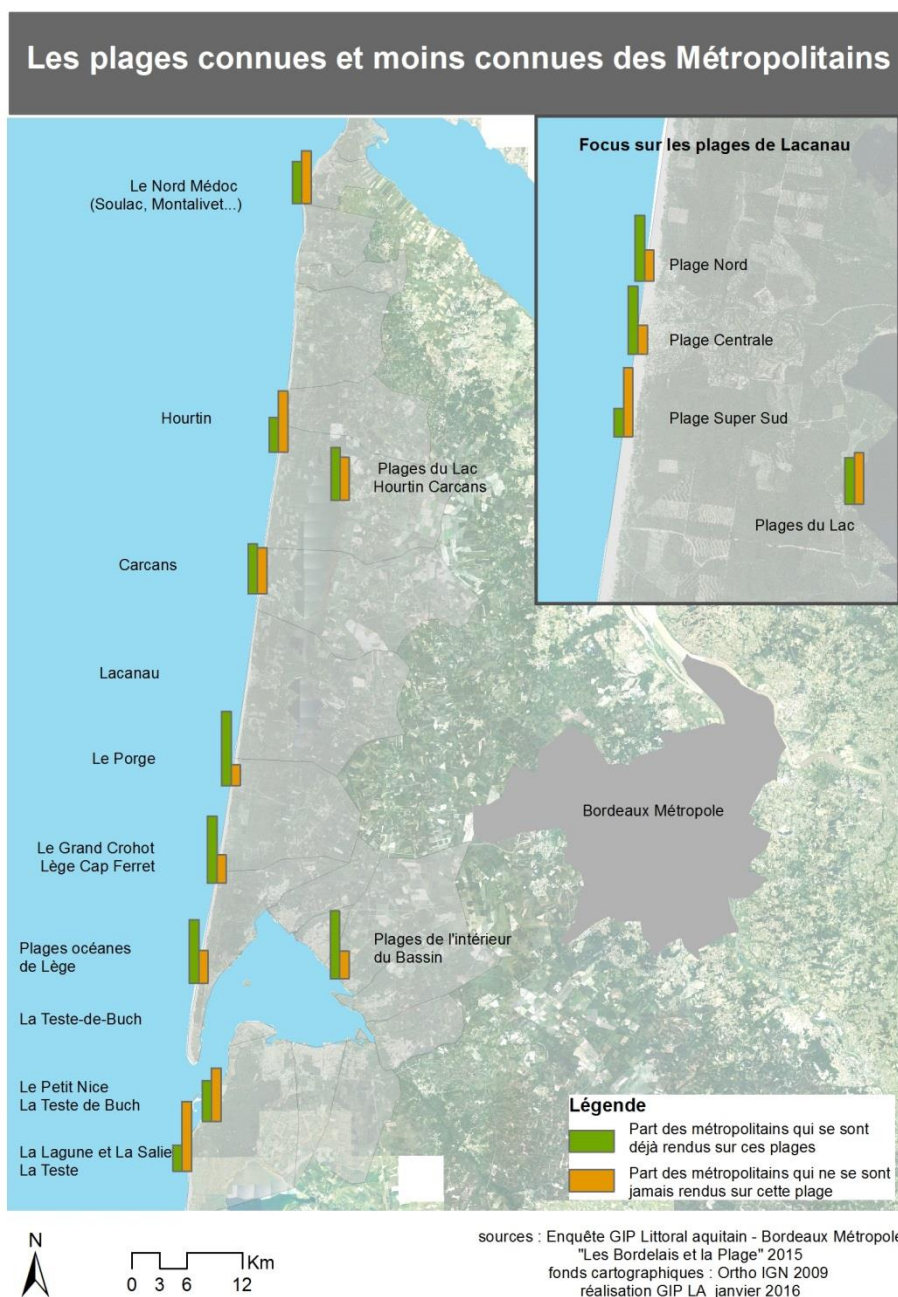 Les plages connues et moins connues des Métropolitains
Focus sur les plages de Lacanau
Le Nord Médoc
(Soulac, Montalivet...)
Plage Nord
Plage Centrale
Hourtin
Plage Super Sud
Plages du Lac
Hourtin Carcans
Plages du Lac
Carcans
Lacanau
Le Porge
Bordeaux Métropole
Le Grand Crohot
Lège Cap Ferret
Plages océanes
de Lège
Plages de l'intérieur
du Bassin
La Teste-de-Buch
Le Petit Nice
La Teste de Buch
La Lagune et La Salie
La Teste
Légende
Part des métropolitains qui se sont
déjà rendus sur ces plages
Part des métropolitains qui ne se sont
jamais rendus sur cette plage
N
Km
0 3 6 12
sources : Enquête GIP Littoral aquitain - Bordeaux Métropole
"Les Bordelais et la Plage" 2015
fonds cartographiques : Ortho IGN 2009
réalisation GIP LA janvier 2016